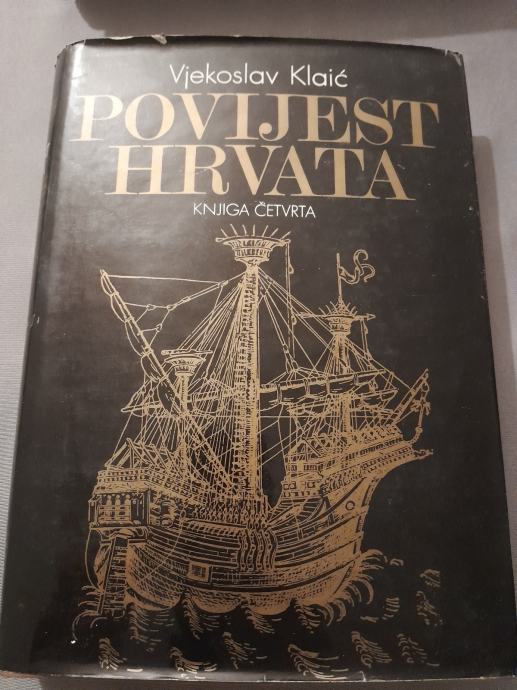 Vjekoslav Klaić
POVIJEST
HRVATA
KNJIGA ČETVRTA